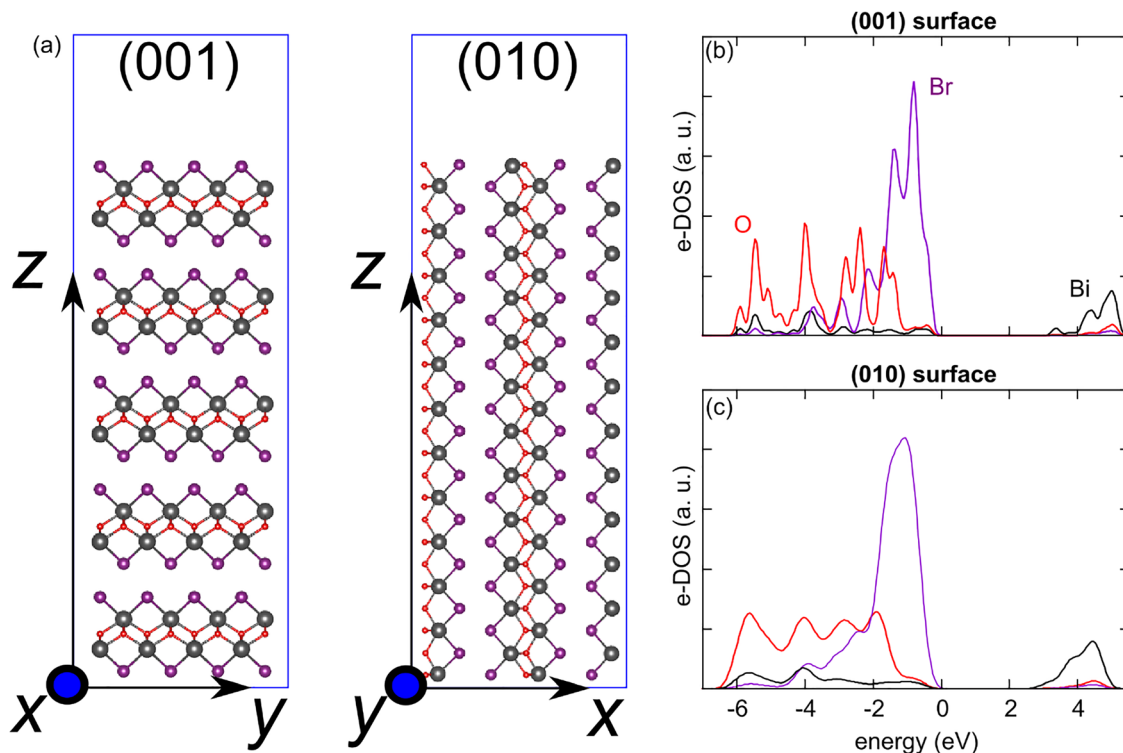 (a)
(001)
(010)
z
z
x
y
y
x
(001) surface
(b)
Br
O
Bi
e-DOS (a. u.)
(010) surface
(c)
e-DOS (a. u.)
-6 -4 -2 0 2 4
energy (eV)